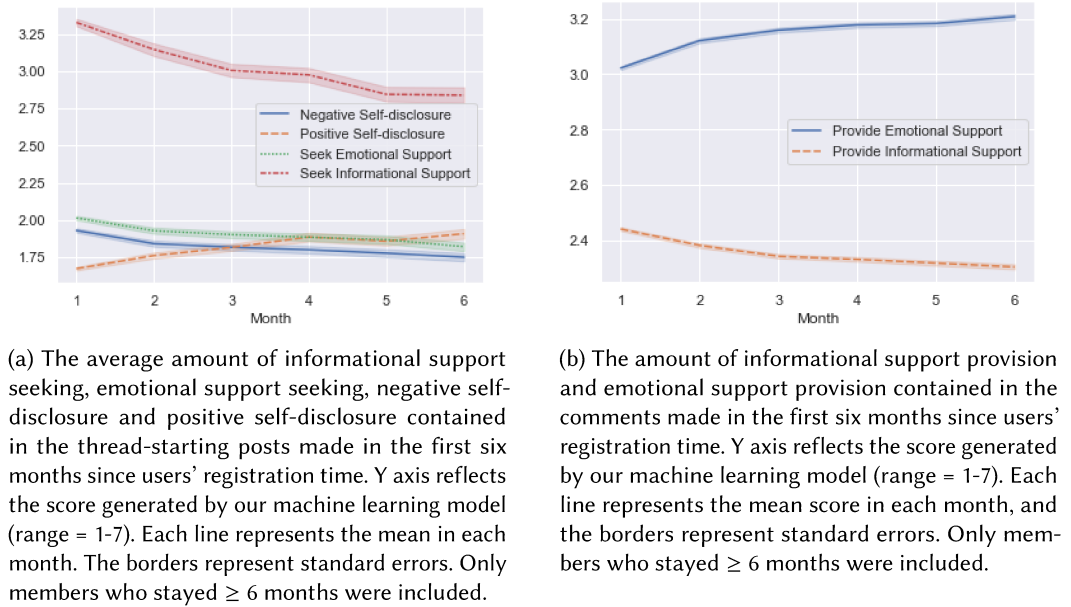 3.25
3.00
2.75
2.50
2.25
2.00
1.75
Negative Self-disclosure
Positive Self-disclosure
Seek Emotional Support
Seek Informational Support
1 2 3 4 5 6
Month
(a) The average amount of informational support
seeking, emotional support seeking, negative self-
disclosure and positive self-disclosure contained
in the thread-starting posts made in the first six
months since users’ registration time. Y axis reflects
the score generated by our machine learning model
(range = 1-7). Each line represents the mean in each
month. The borders represent standard errors. Only
members who stayed ≥ 6 months were included.
3.2
3.0
2.8
2.6
2.4
Provide Emotional Support
Provide Informational Support
1 2 3 4 5 6
Month
(b) The amount of informational support provision
and emotional support provision contained in the
comments made in the first six months since users’
registration time. Y axis reflects the score generated
by our machine learning model (range = 1-7). Each
line represents the mean score in each month, and
the borders represent standard errors. Only mem-
bers who stayed ≥ 6 months were included.